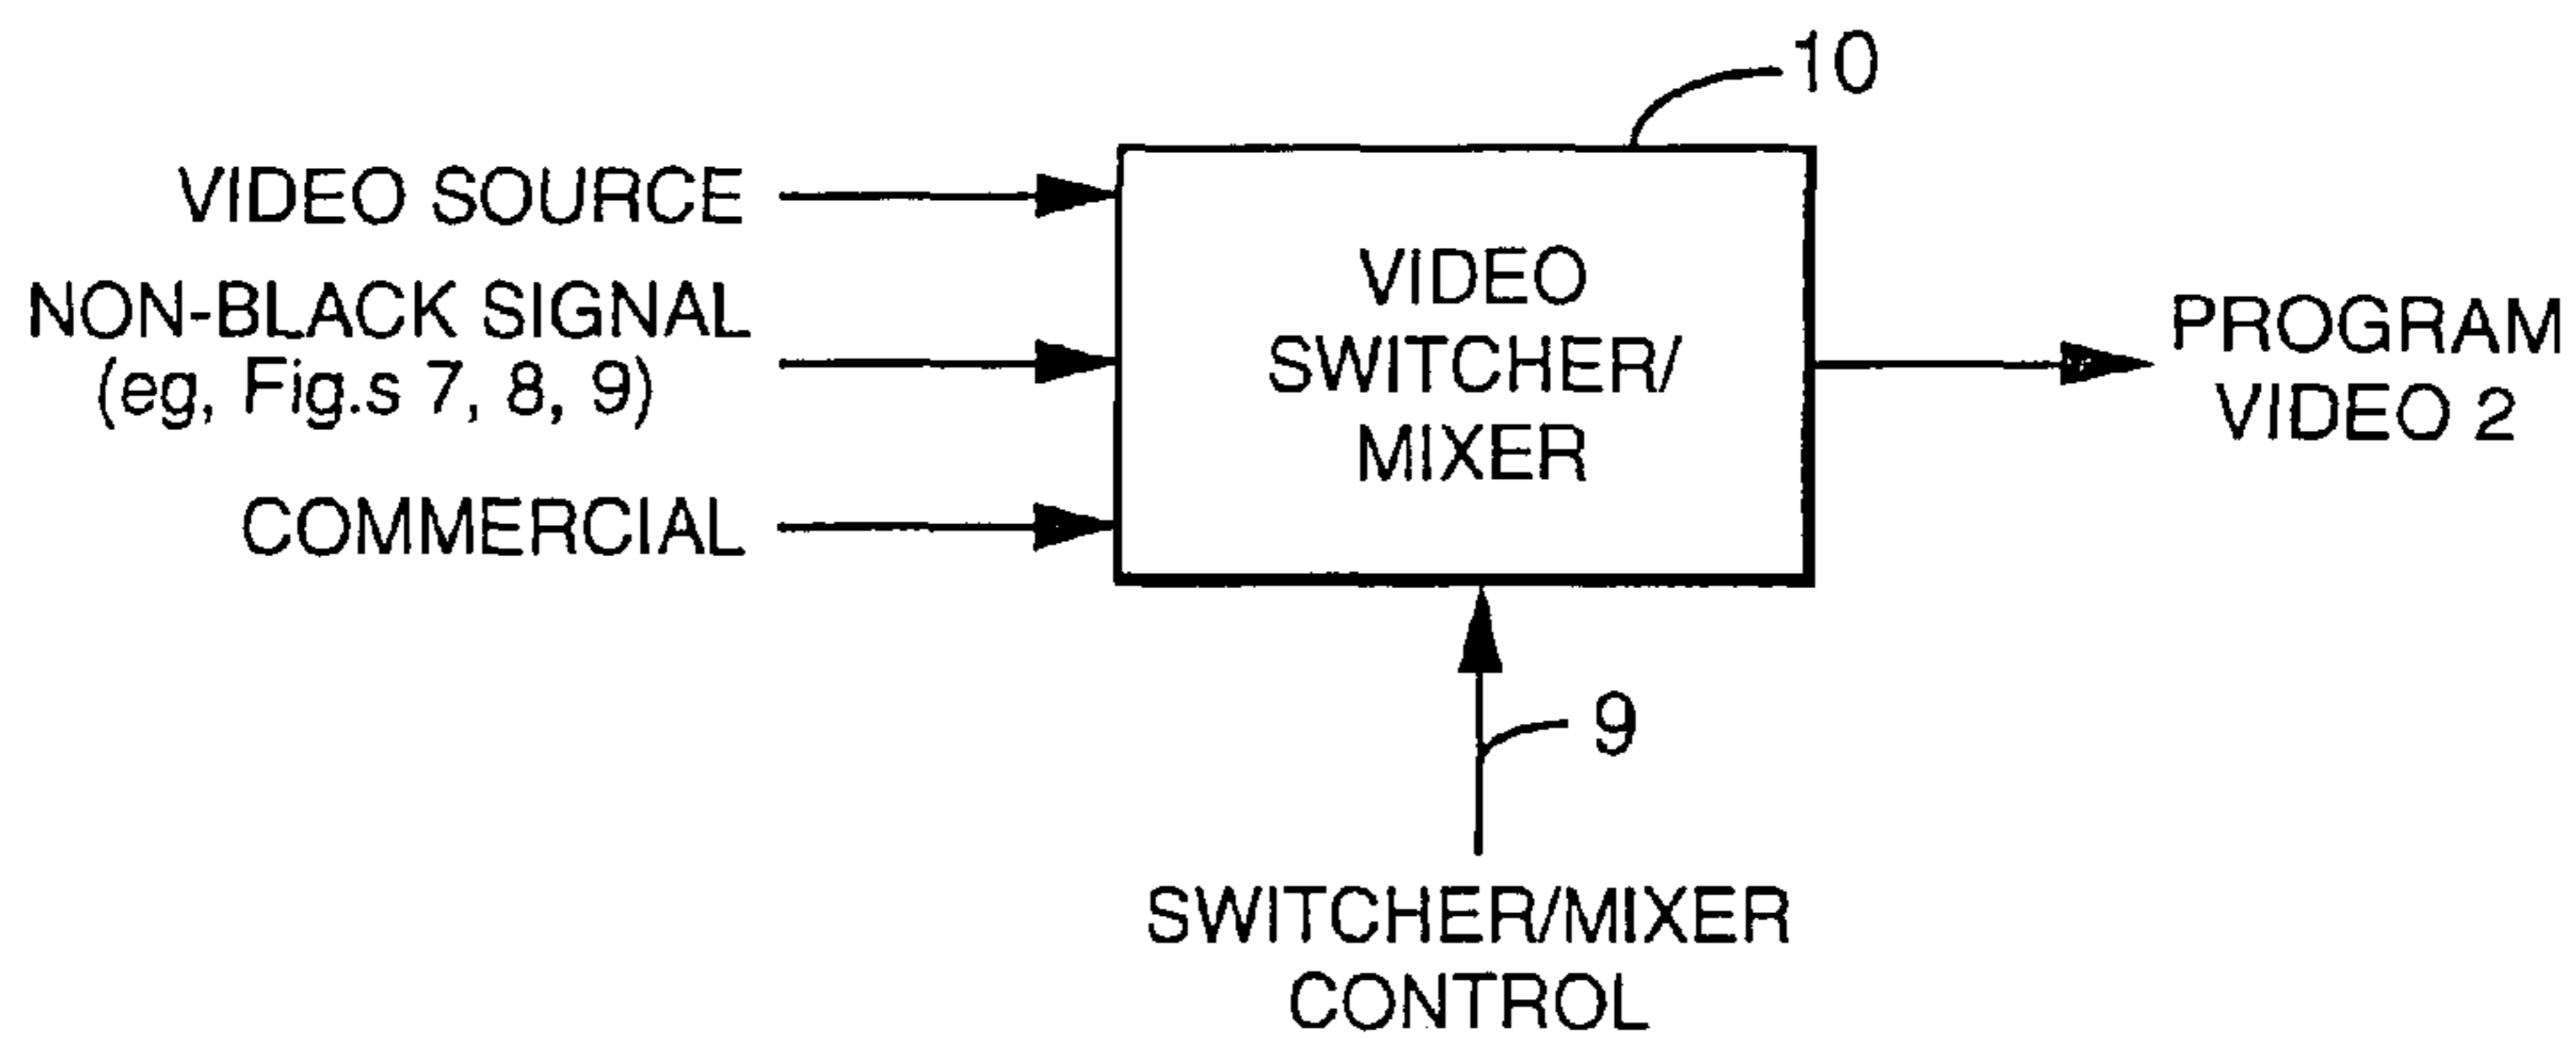 10
VIDEO SOURCE
NON-BLACK SIGNAL
(eg, Fig.s 7, 8, 9)
COMMERCIAL
VIDEO
SWITCHER/
MIXER
PROGRAM
VIDEO 2
9
SWITCHER/MIXER
CONTROL